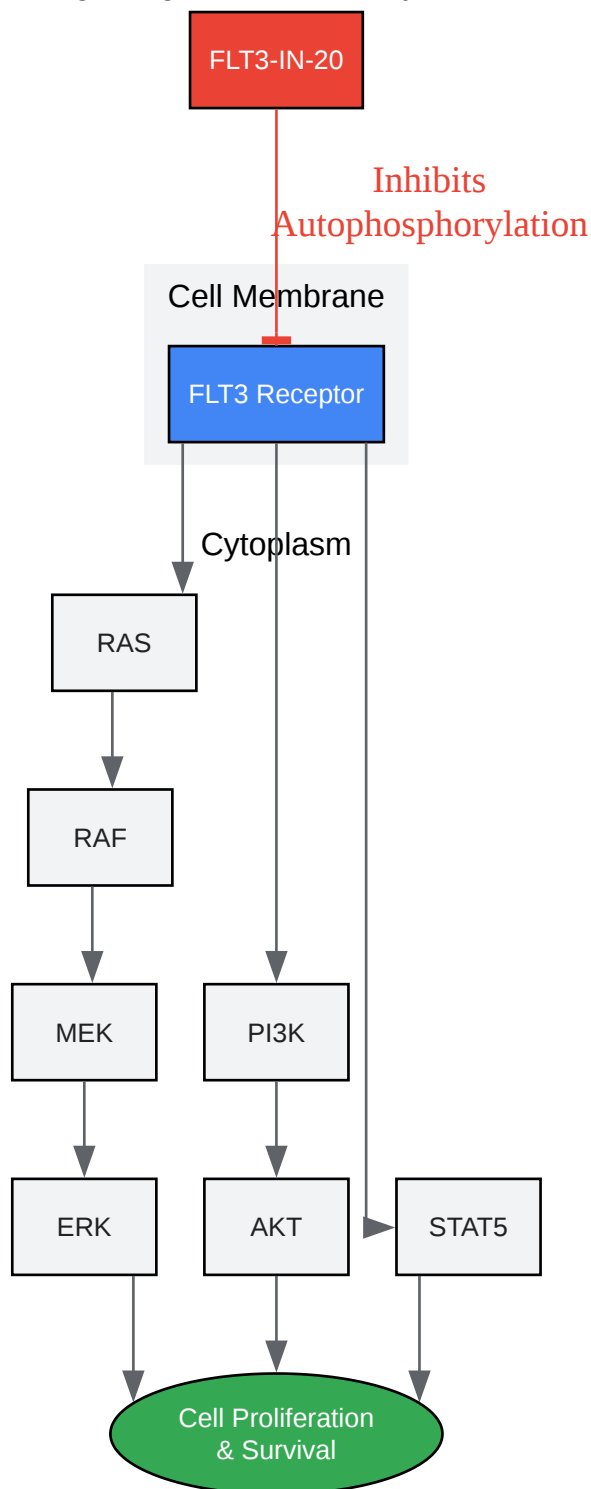 FLT3-IN-20
Inhibits
Autophosphorylation
Cell Membrane
FLT3 Receptor
Cytoplasm
RAS
RAF
MEK
PI3K
ERK
AKT
STAT5
Cell Proliferation
& Survival